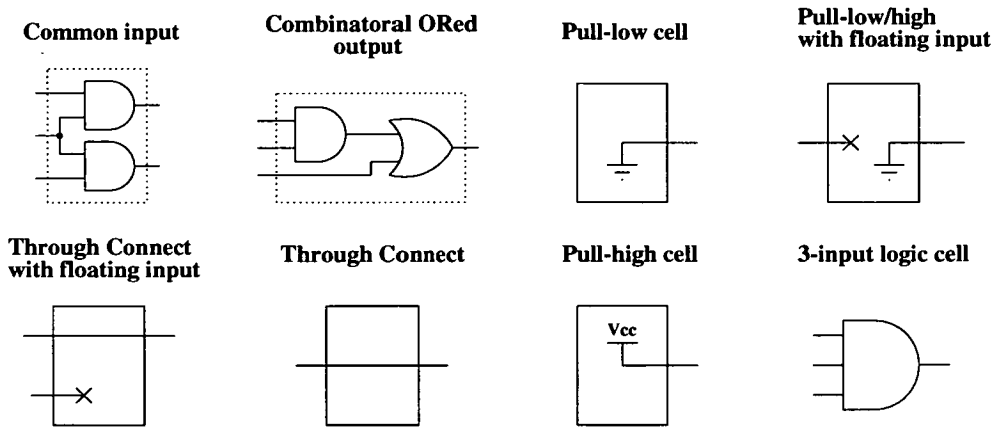 Common input
Combinatoral ORed
output
Pull-low cell
Pull-low/high
with floating input
Through Connect
with floating input
Through Connect
Pull-high cell
Vcc
3-input logic cell